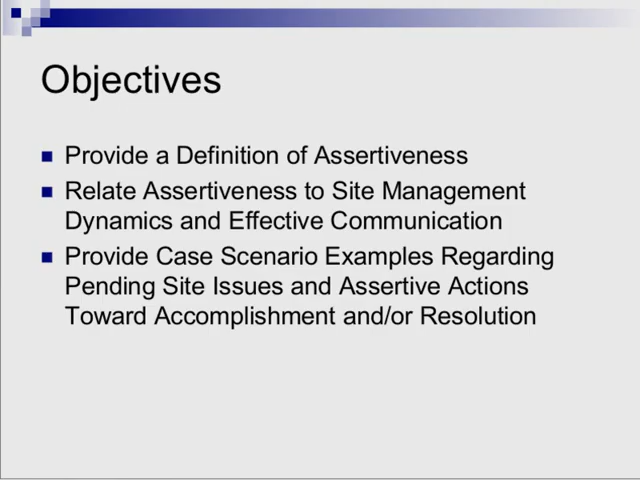 Objectives
Provide a Definition of Assertiveness
Relate Assertiveness to Site Management
Dynamics and Effective Communication
Provide Case Scenario Examples Regarding
Pending Site Issues and Assertive Actions
Toward Accomplishment and/or Resolution